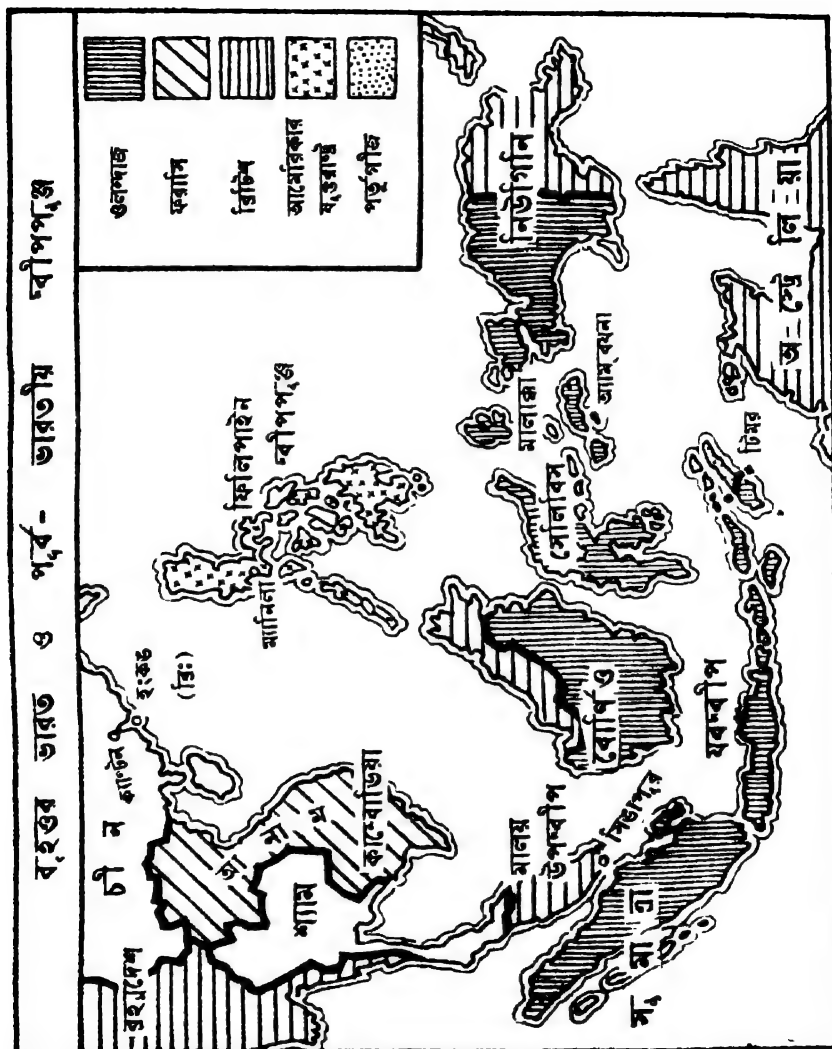 বৃহত্তর ভারত ও পূর্ব- ভারতীয় দ্বীপপুঞ্জ
ওলন্দাজ
ফরাসি
ব্রিটিশ
আমেরিকার
যুক্তরাষ্ট্র
পর্তুগীজ
চীন
ক্যান্টন
হংকঙ
(ব্রিঃ)
ব্রহ্মদেশ
আনাম
শ্যাম
কাম্বোডিয়া
ম্যানিলা
ফিলিপাইন
দ্বীপপুঞ্জ
মালয়
উপদ্বীপ
সিঙাপুর
সুমাত্রা
বোর্ণিও
যবদ্বীপ
সেলিবিস
মালাক্কা
আম্বয়না
টিমর
নিউগিনি
অস্ট্রেলিয়া